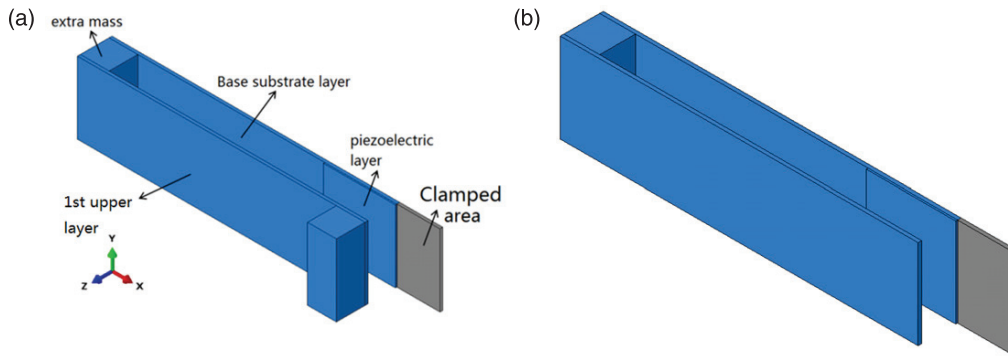 (a)
extra mass
Base substrate layer
piezoelectric
layer
Clamped
area
1st upper
layer
Y
Z
X
(b)